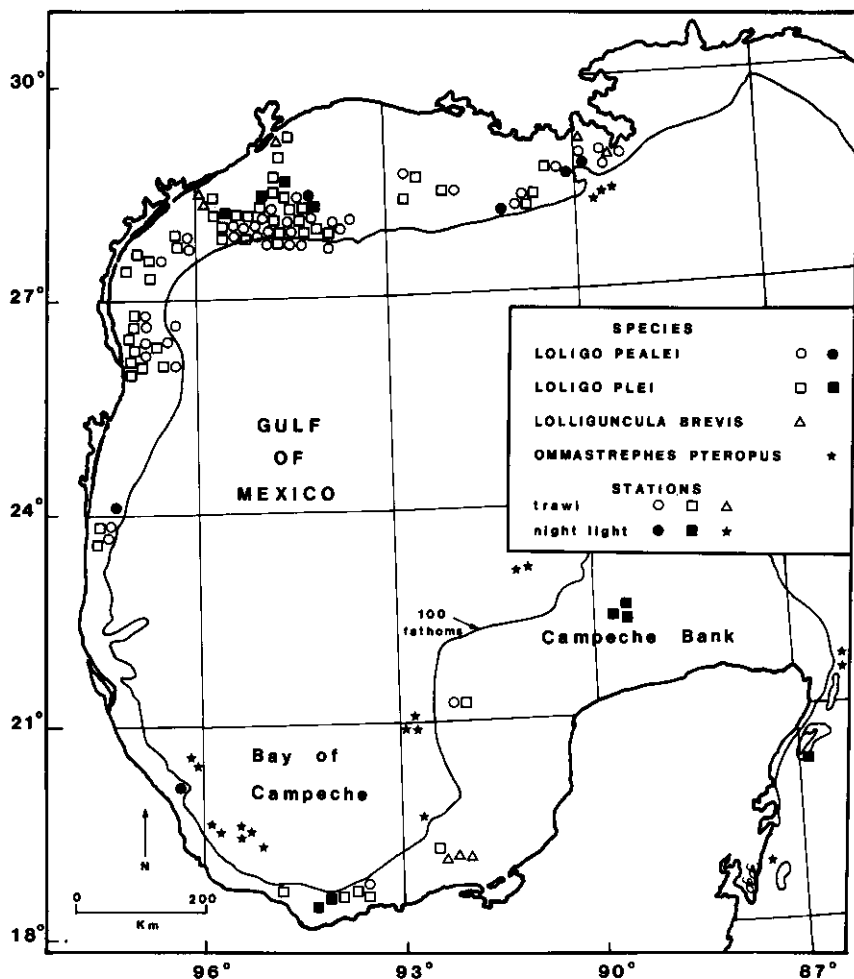 30°
27°
24°
21°
18°
GULF
OF
MEXICO
SPECIES
LOLIGO PEALEI
LOLIGO PLEI
LOLLIGUNCULA BREVIS
OMMASTREPHES PTEROPUS
STATIONS
trawl
night light
100
fathoms
Campeche Bank
Bay of
Campeche
N
0 200
Km
96° 93° 90° 87°